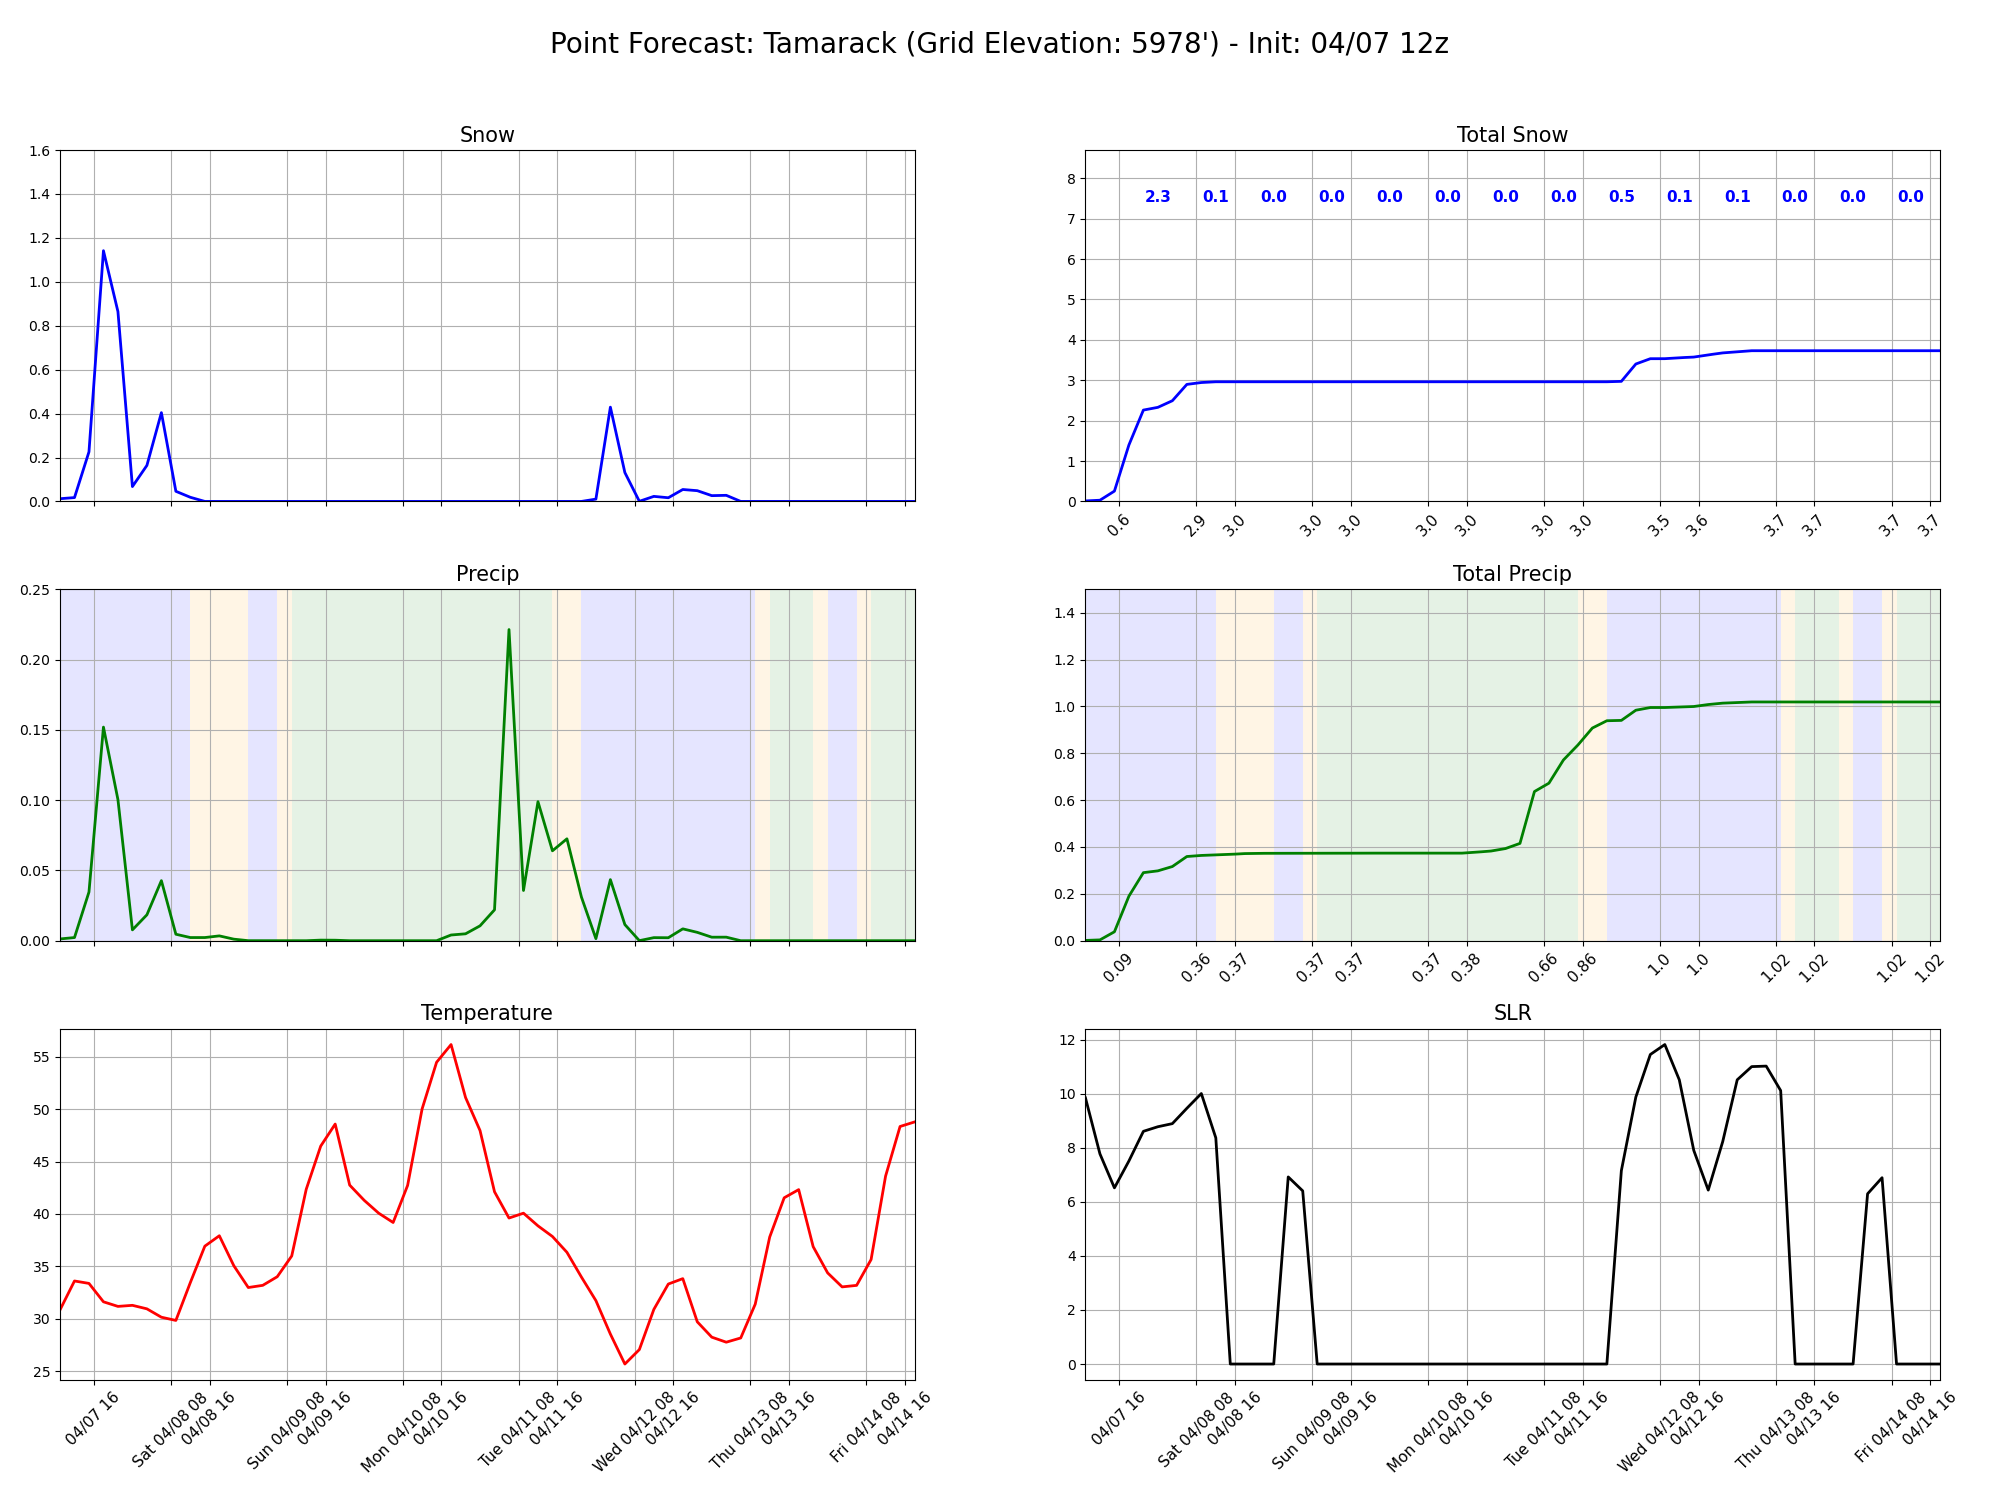 Point Forecast: Tamarack (Grid Elevation: 5978') - Init: 04/07 12z
Snow
1.6
1.4
1.2
1.0
0.8
0.6
0.4
0.2
0.0
Total Snow
8
7
6
5
4
3
2
1
0
2.3 0.1 0.0 0.0 0.0 0.0 0.0 0.0 0.5 0.1 0.1 0.0 0.0 0.0
0.6 2.9 3.0 3.0 3.0 3.0 3.0 3.0 3.0 3.5 3.6 3.7 3.7 3.7 3.7
Precip
0.25
0.20
0.15
0.10
0.05
0.00
Total Precip
1.4
1.2
1.0
0.8
0.6
0.4
0.2
0.0
0.09 0.36 0.37 0.37 0.37 0.37 0.38 0.66 0.86 1.0 1.0 1.02 1.02 1.02 1.02
Temperature
55
50
45
40
35
30
25
04/07 16
Sat 04/08 08
04/08 16
Sun 04/09 08
04/09 16
Mon 04/10 08
04/10 16
Tue 04/11 08
04/11 16
Wed 04/12 08
04/12 16
Thu 04/13 08
04/13 16
Fri 04/14 08
04/14 16
SLR
12
10
8
6
4
2
0
04/07 16
Sat 04/08 08
04/08 16
Sun 04/09 08
04/09 16
Mon 04/10 08
04/10 16
Tue 04/11 08
04/11 16
Wed 04/12 08
04/12 16
Thu 04/13 08
04/13 16
Fri 04/14 08
04/14 16